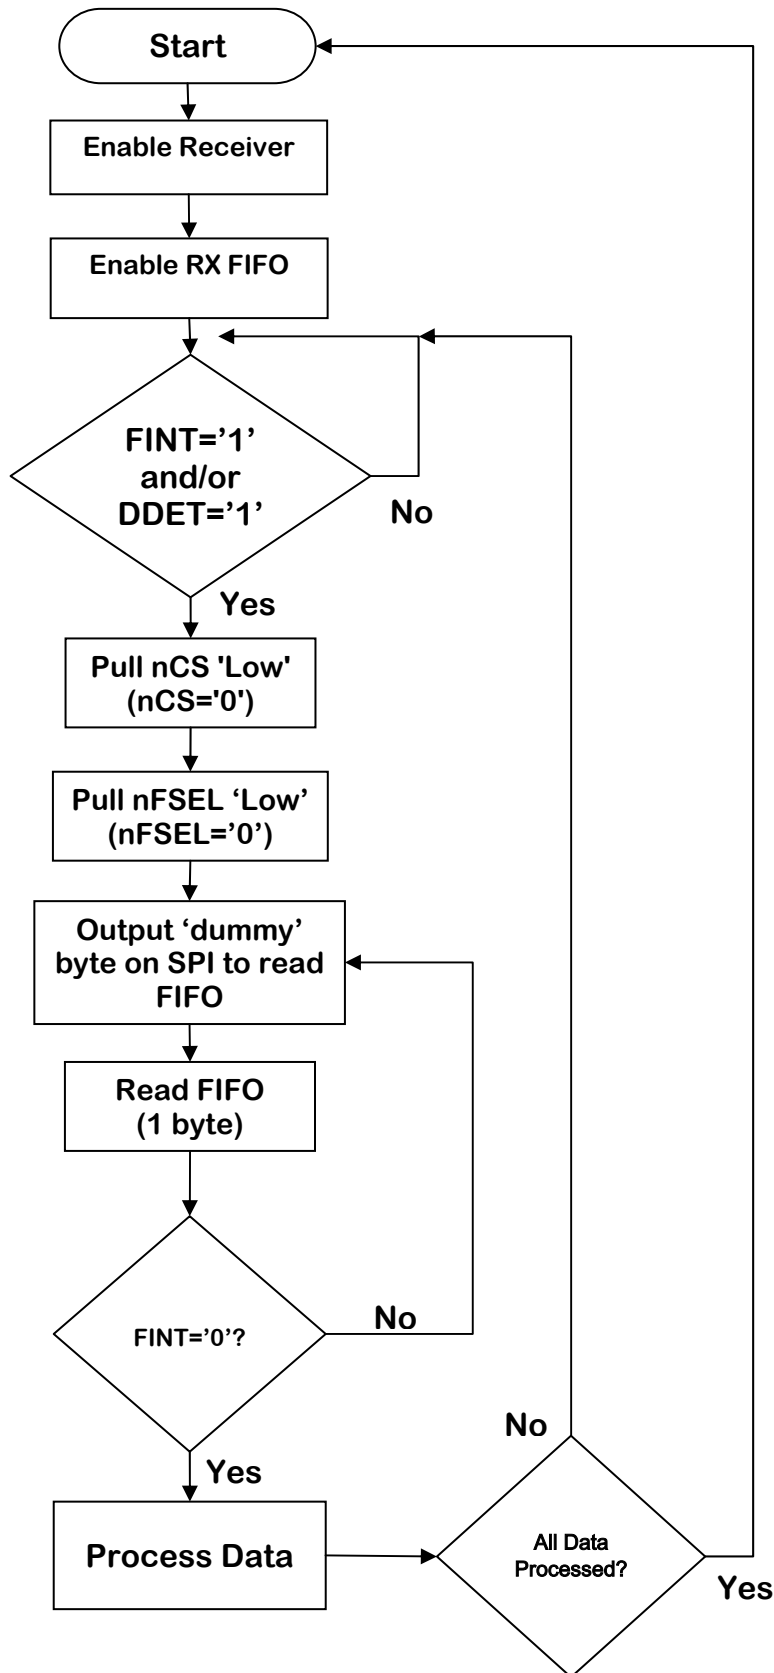 Start
Enable Receiver
Enable RX FIFO
FINT=’1’
and/or
DDET=’1’
No
Yes
Pull nCS 'Low'
(nCS='0')
Pull nFSEL ‘Low’
(nFSEL=’0’)
Output ‘dummy’
byte on SPI to read
FIFO
Read FIFO
(1 byte)
FINT=’0’?
No
Yes
Process Data
No
All Data
Processed?
Yes